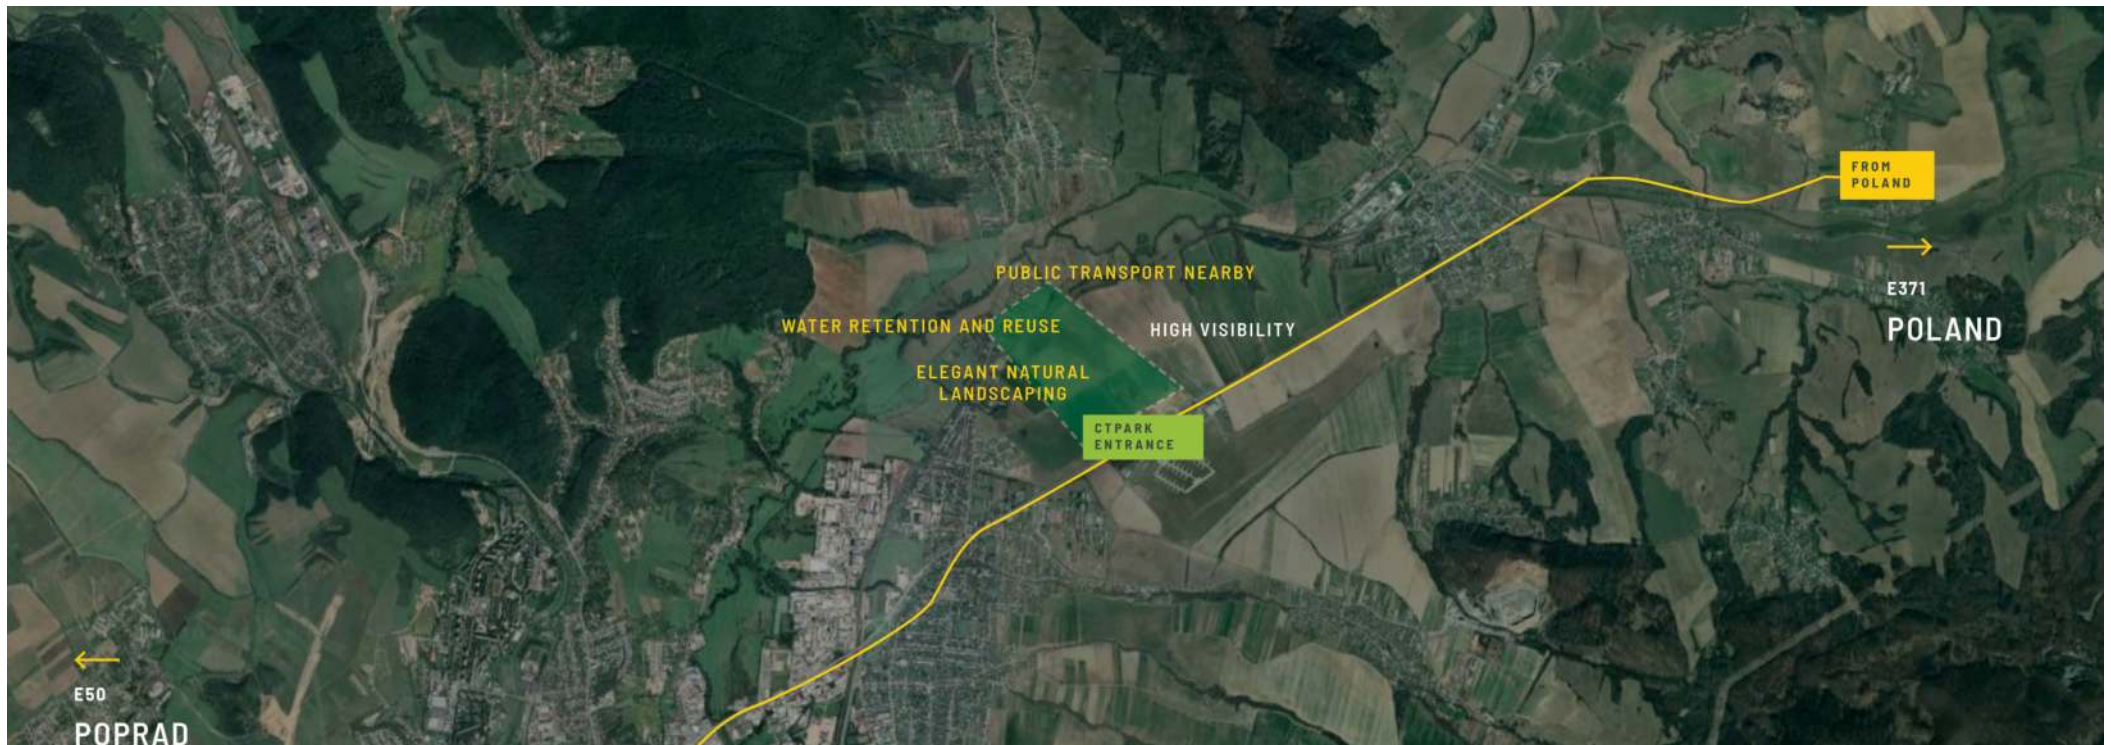 FROM
POLAND
E371
POLAND
PUBLIC TRANSPORT NEARBY
WATER RETENTION AND REUSE
HIGH VISIBILITY
ELEGANT NATURAL
LANDSCAPING
CTPARK
ENTRANCE
E50
POPRAD